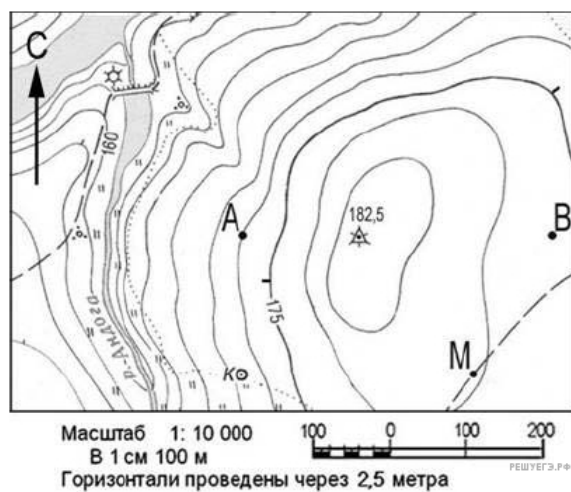 С
160
А
182,5
В
175
р. Андога
М
К
Масштаб 1: 10 000
В 1 см 100 м
100 0 100 200
Горизонтали проведены через 2,5 метра
РЕШУЕГЭ.РФ